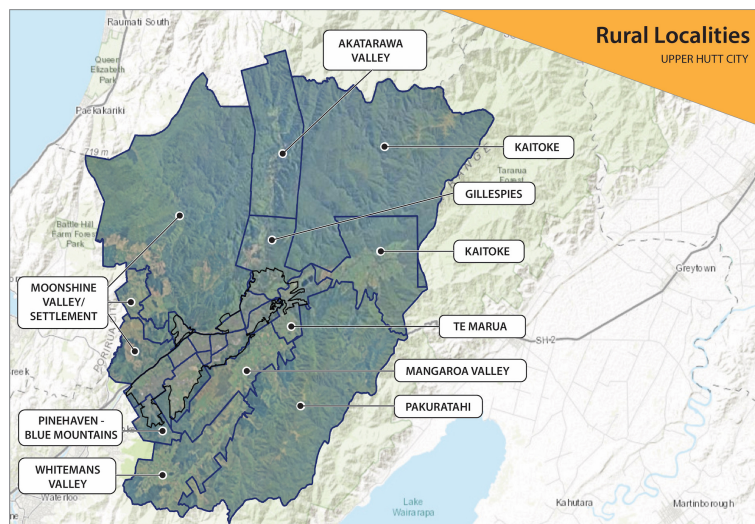 Rural Localities
UPPER HUTT CITY
Raumati South
Queen
Elizabeth
Park
Paekakariki
719 m
Battle Hill
Farm Forest
Park
AKATARAWA
VALLEY
KAITOKE
Tararua
Forest
GILLESPIES
KAITOKE
MOONSHINE
VALLEY/
SETTLEMENT
Greytown
TE MARUA
SH 2
MANGAROA VALLEY
PAKURATAHI
PINEHAVEN -
BLUE MOUNTAINS
WHITEMANS
VALLEY
Waterloo
Lake
Wairarapa
Kahutara
Martinborough